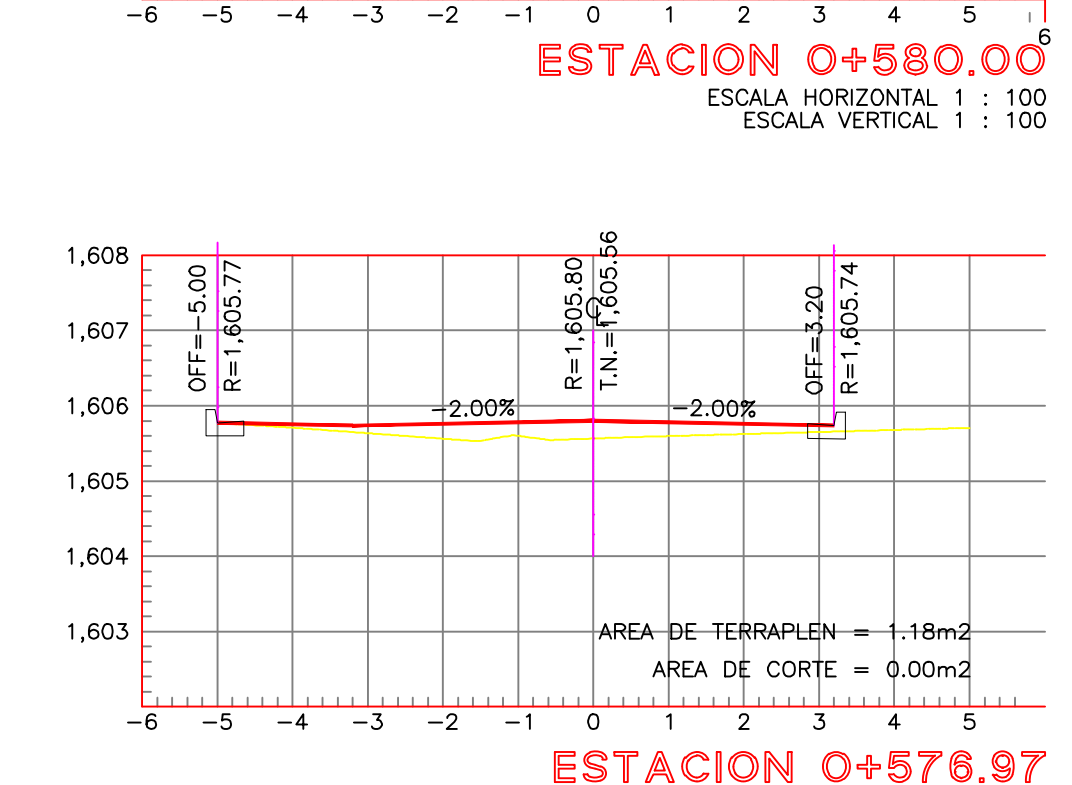 -6 -5 -4 -3 -2 -1 0 1 2 3 4 5 6
ESTACION 0+580.00
ESCALA HORIZONTAL 1 : 100
ESCALA VERTICAL 1 : 100
1,608
1,607
1,606
1,605
1,604
1,603
OFF=-5.00
R=1,605.77
R=1,605.80
T.N.=1,605.56
OFF=3.20
R=1,605.74
-2.00%
-2.00%
AREA DE TERRAPLEN = 1.18m2
AREA DE CORTE = 0.00m2
-6 -5 -4 -3 -2 -1 0 1 2 3 4 5
ESTACION 0+576.97